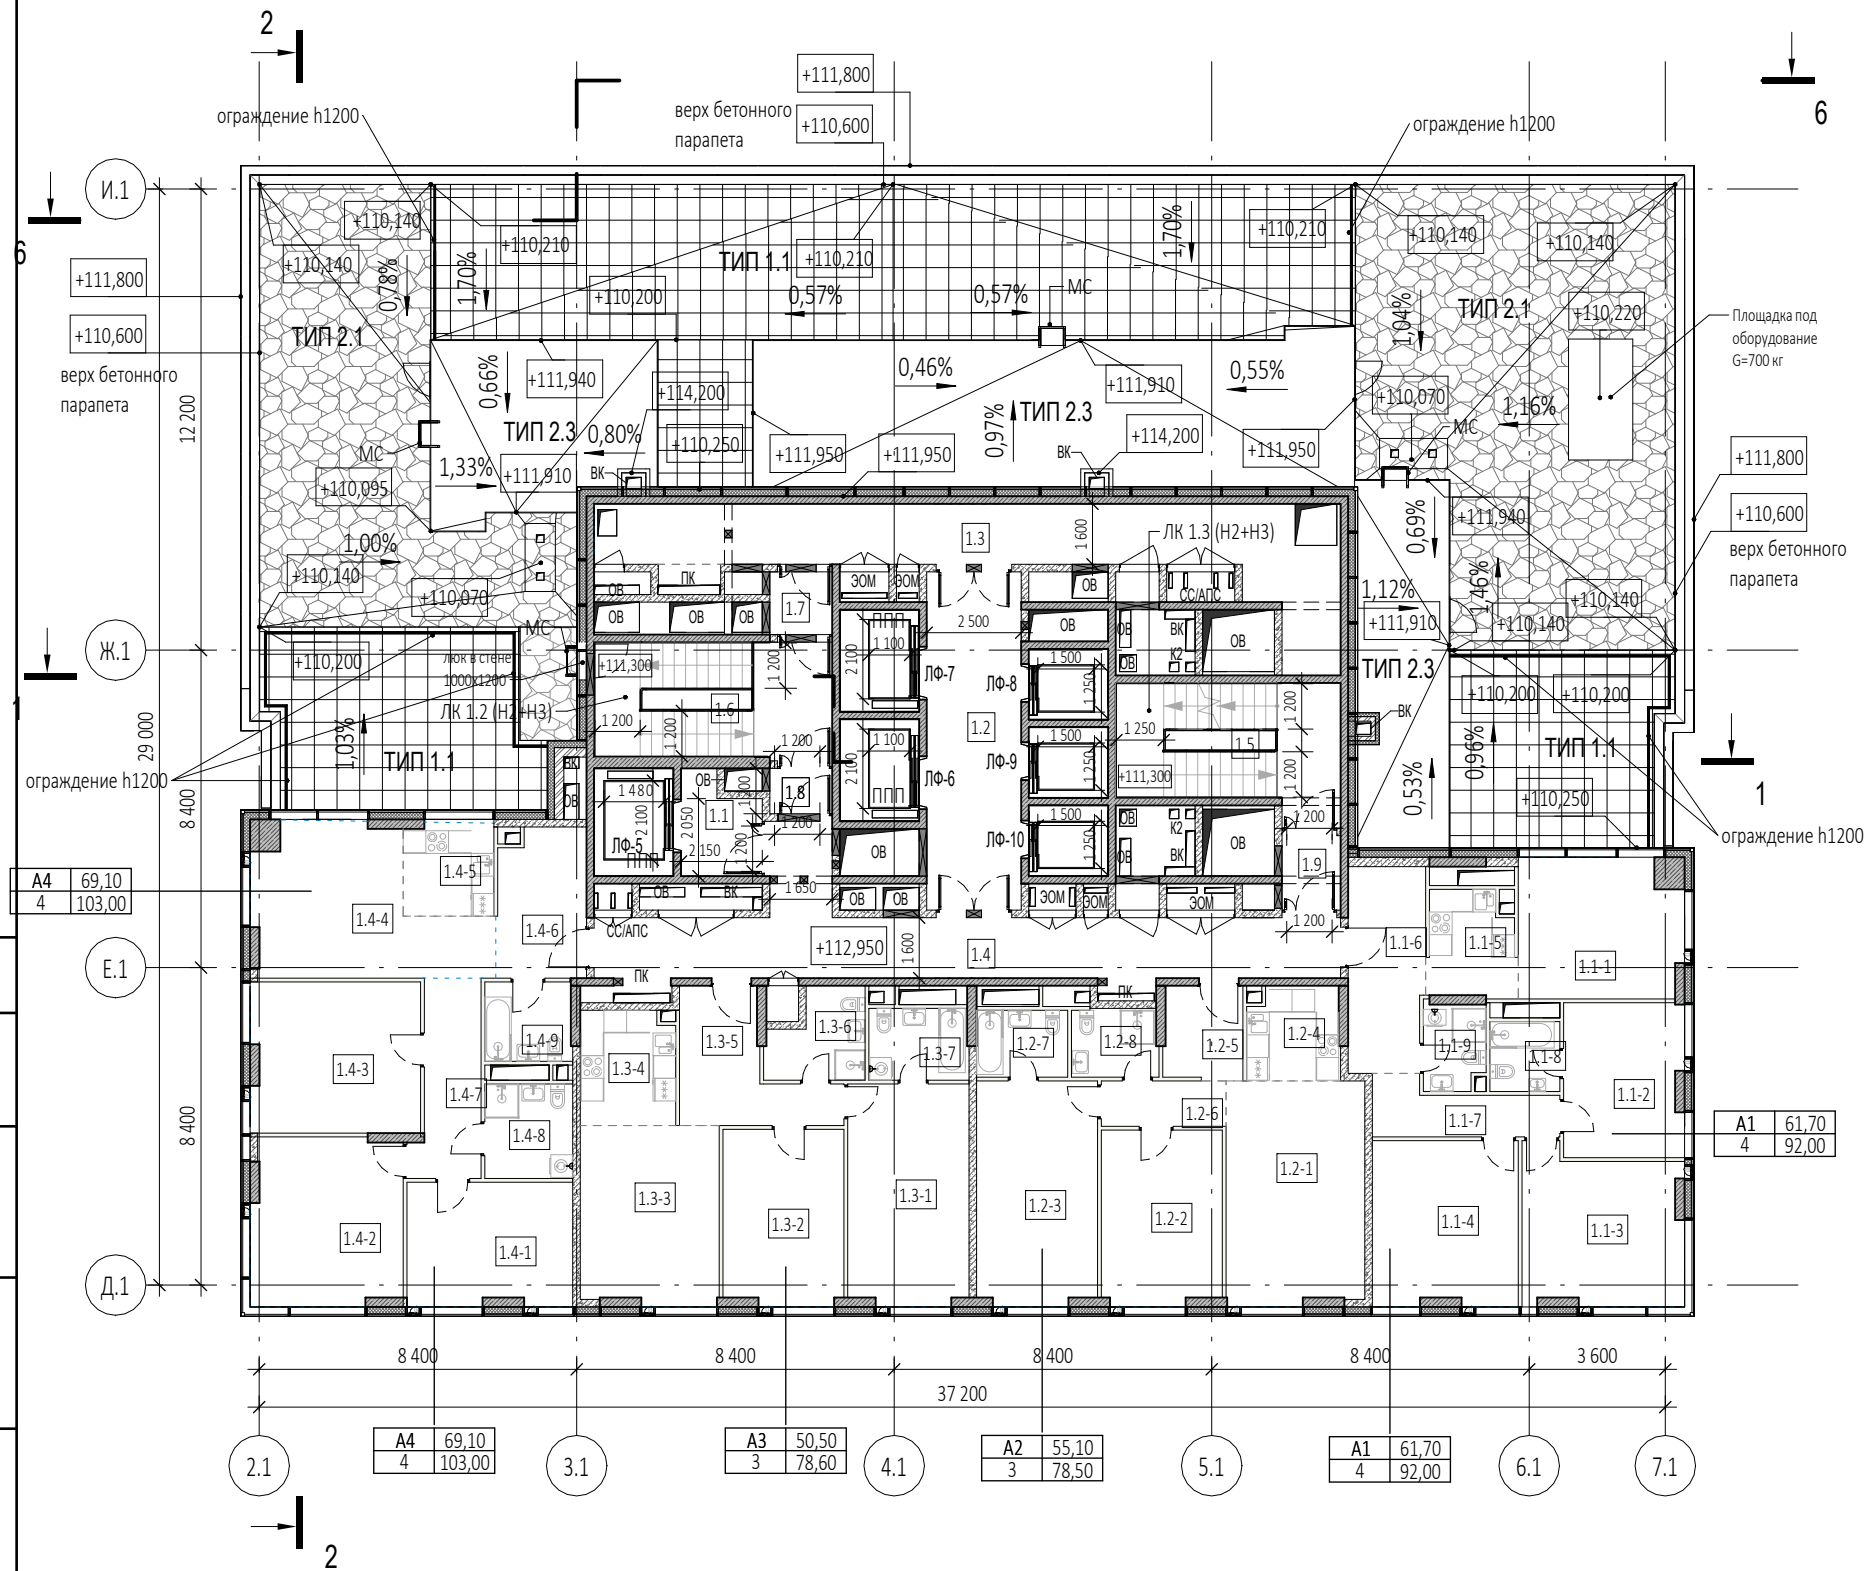 2
6
+111,800
верх бетонного
парапета
+110,600
ограждение h1200
ограждение h1200
И.1
6
+110,140
+110,210
+110,210
+110,140
+110,140
1,70%
1,70%
+111,800
+110,140
0,78%
ТИП 1.1
+110,210
+110,200
0,57%
0,57%
МС
ТИП 2.1
+110,220
1,04%
Площадка под
оборудование
G=700 кг
+110,600
верх бетонного
парапета
ТИП 2.1
12 200
0,66%
+111,940
+114,200
0,46%
+111,910
0,55%
+110,070
1,16%
ТИП 2.3
0,80%
+110,250
+111,950
+111,950
0,97%
ТИП 2.3
+114,200
+111,950
МС
МС
1,33%
+111,910
ВК
ВК
+111,800
+110,095
+111,940
+110,600
верх бетонного
парапета
1.3
1 600
ЛК 1.3 (Н2+Н3)
0,69%
1,00%
+110,140
+110,070
ОВ
ПК
ЭОМ
ЭОМ
ОВ
СС/АПС
1,12%
1,46%
+110,140
ОВ
ОВ
ОВ
1.7
ППП
1 100
2 500
ОВ
ОВ
ВК
ОВ
+111,910
+110,140
МС
Ж.1
+110,200
люк в стене
1000х1200
+111,300
1 200
2 100
ЛФ-7
ЛФ-8
1 500
1 250
ОВ
К2
ТИП 2.3
+110,200
+110,200
1
29 000
ЛК 1.2 (Н2+Н3)
1.6
1 200
1 200
1.2
1 250
1 200
ВК
1,03%
ТИП 1.1
1 200
1 100
1 500
1.5
0,96%
ТИП 1.1
ограждение h1200
ВК
ОВ
ОВ
1.8
2 100
ППП
ЛФ-6
ЛФ-9
1 250
+111,300
1 200
0,53%
+110,250
1
8 400
1 480
2 100
2 050
1.1
1 200
1 500
ОВ
К2
ВК
ОВ
1 200
ограждение h1200
ЛФ-5
ППП
2 150
1 200
ОВ
ЛФ-10
1 250
ОВ
1.9
А4
69,10
4
103,00
1.4-5
ОВ
ВК
1 650
ОВ
ОВ
ЭОМ
ЭОМ
ЭОМ
1.4-4
1.4-6
СС/АПС
+112,950
1 600
1.4
1 200
1.1-6
1.1-5
Е.1
ПК
ПК
1.1-1
1.4-9
1.3-5
1.3-6
1.3-7
1.2-7
1.2-8
1.2-5
1.2-4
1.1-9
1.1-8
1.4-3
1.3-4
1.4-7
1.1-2
8 400
1.4-8
1.2-6
1.1-7
А1
61,70
4
92,00
1.3-3
1.3-1
1.2-3
1.2-1
1.3-2
1.2-2
1.1-4
1.1-3
1.4-2
1.4-1
Д.1
8 400
8 400
8 400
8 400
3 600
37 200
А4
69,10
4
103,00
А3
50,50
3
78,60
А2
55,10
3
78,50
А1
61,70
4
92,00
2.1
3.1
4.1
5.1
6.1
7.1
2